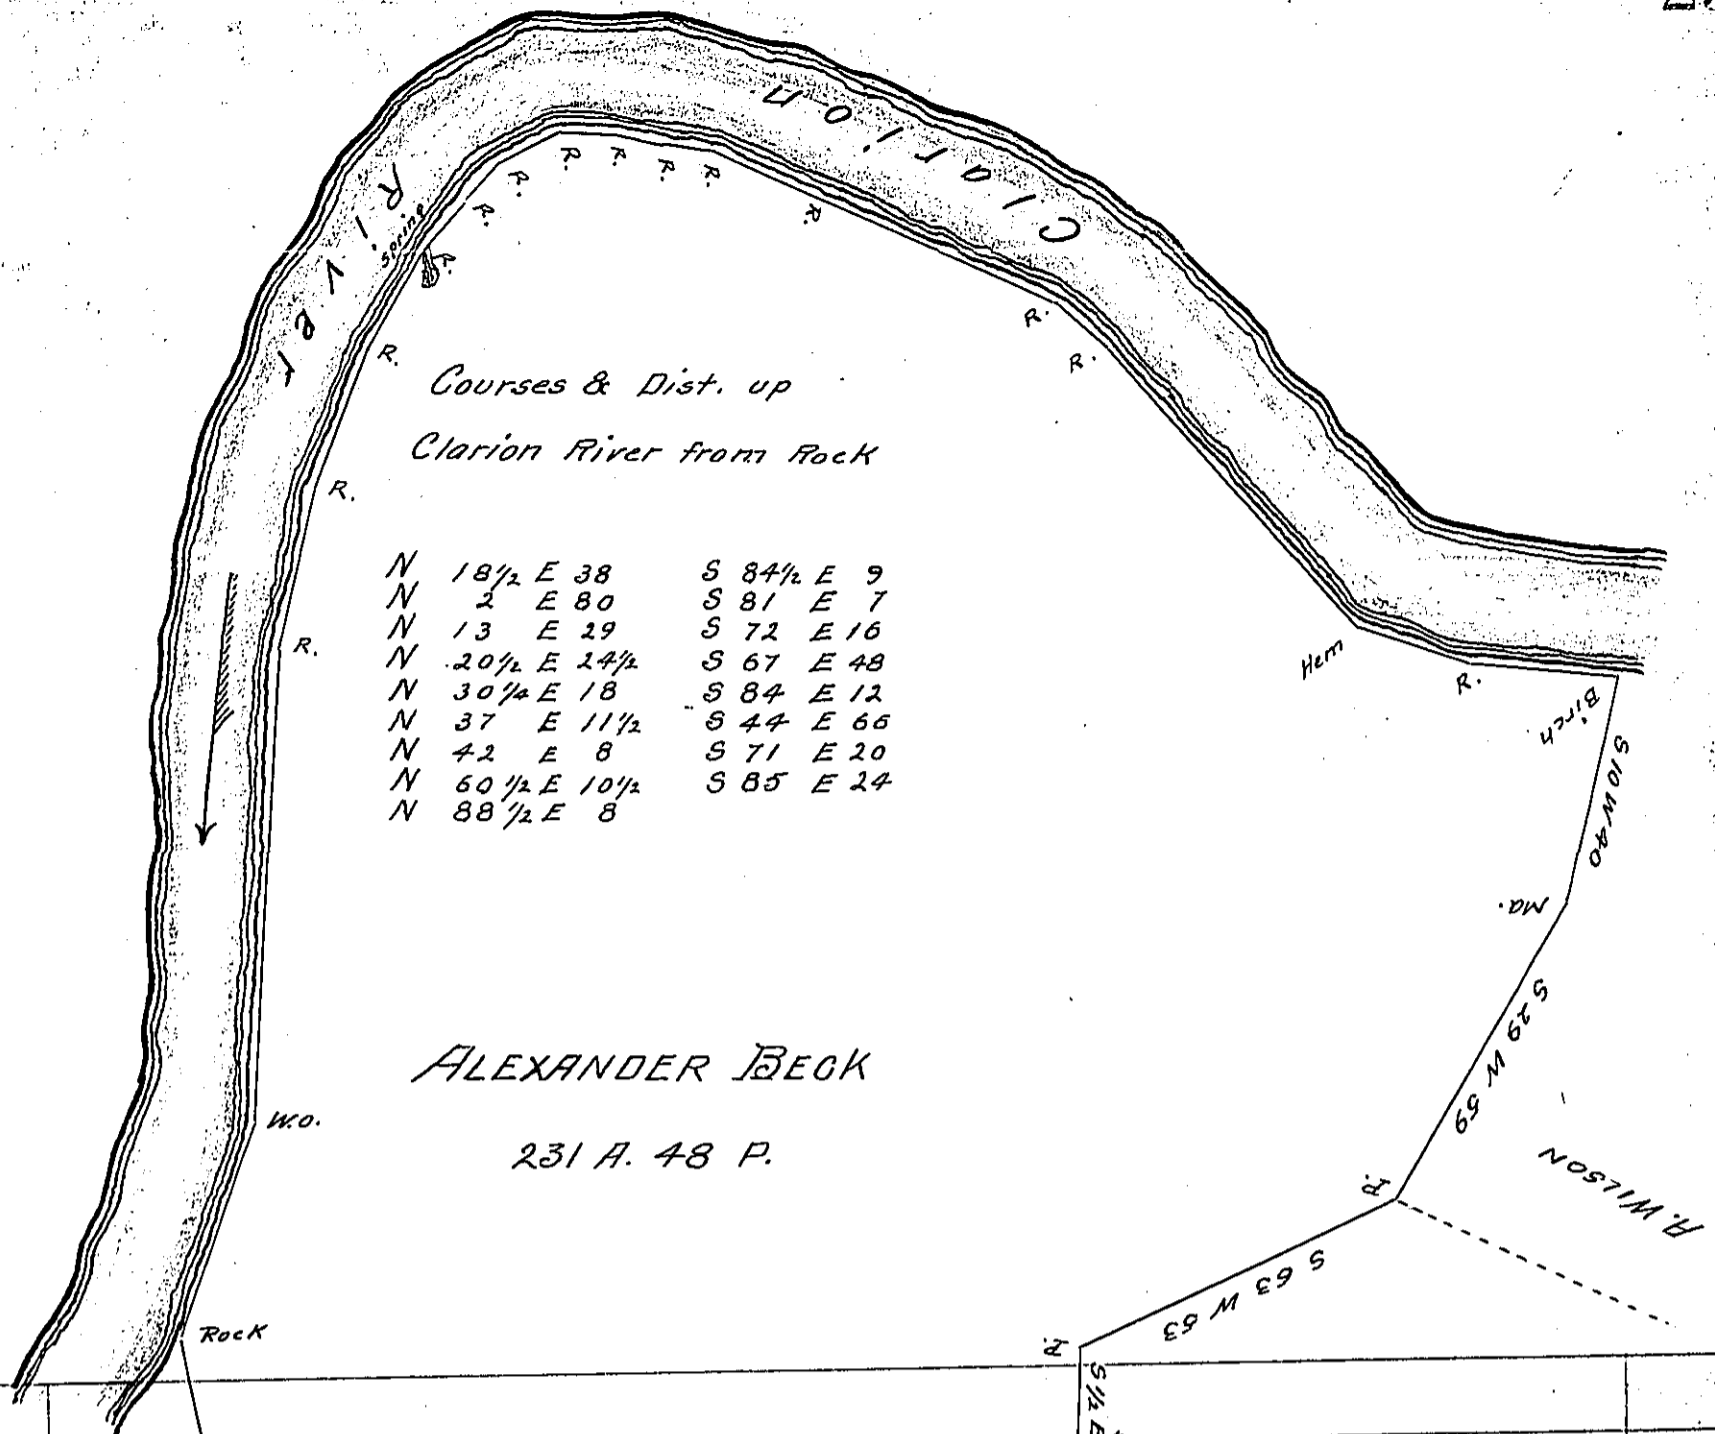 Clarion
River
Spring
R.
R.
R.
R.
R.
R.
R.
R.
R.
R.
R.
R.
R.
R.
Courses & Dist. up
Clarion River from Rock
N 18½ E 38 S 84½ E 9
N 2 E 80 S 81 E 7
N 13 E 29 S 72 E 16
N 20½ E 24½ S 67 E 48
N 30¼ E 18 S 84 E 12
N 37 E 11½ S 44 E 66
N 42 E 8 S 71 E 20
N 60½ E 10½ S 85 E 24
N 88½ E 8
Hem
Birch
S 10 W 40
Ma.
S 29 W 59
ALEXANDER BECK
231 A. 48 P.
W.O.
A. WILSON
P.
S 63 W 53
P.
Rock
S ½ E